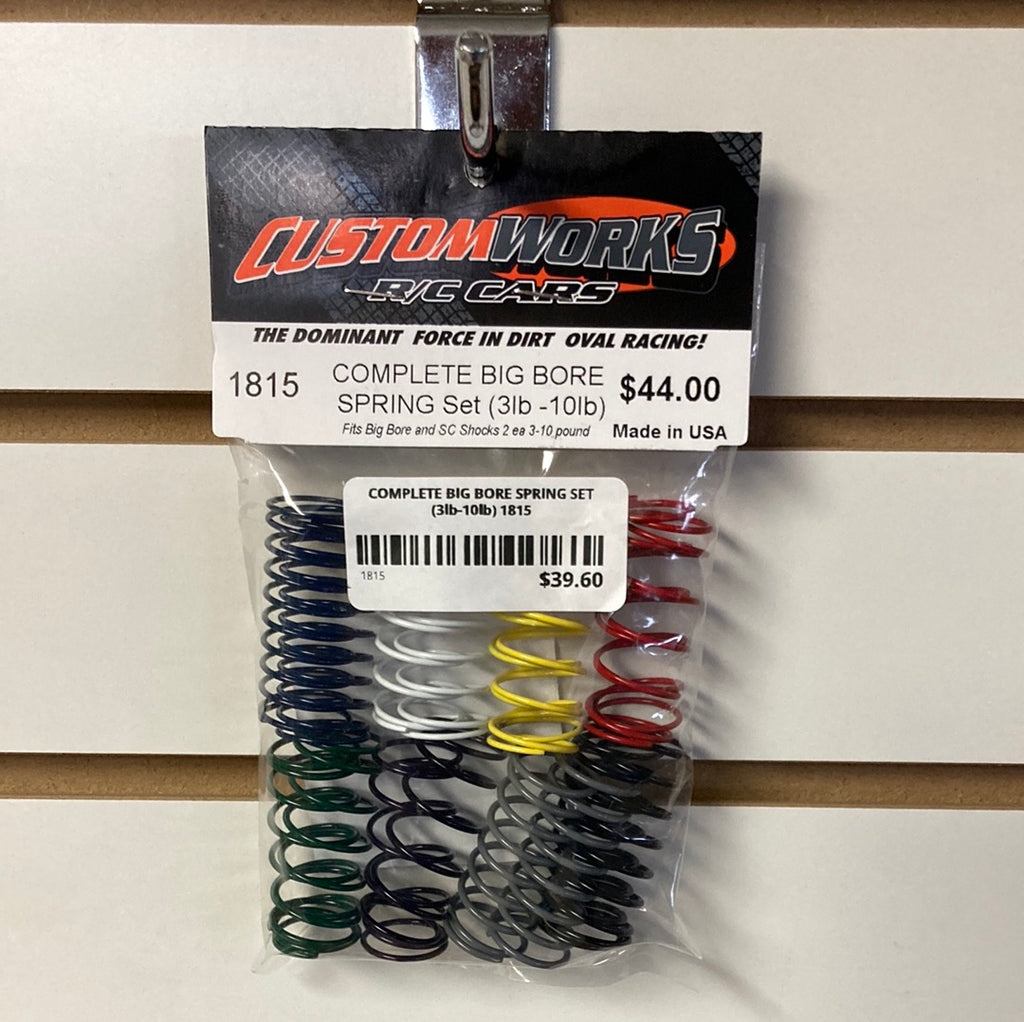 CUSTOMWORKS
R/C CARS
THE DOMINANT FORCE IN DIRT OVAL RACING!
1815 COMPLETE BIG BORE SPRING Set (3lb -10lb) $44.00
Fits Big Bore and SC Shocks 2 ea 3-10 pound Made in USA
COMPLETE BIG BORE SPRING SET
(3lb-10lb) 1815
1815 $39.60